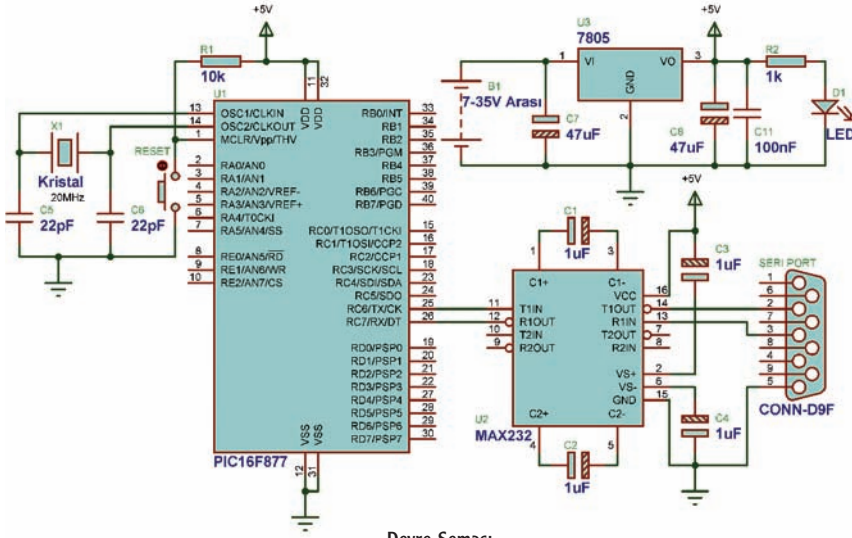 +5V
R1
10k
U1
11
32
VDD
VDD
13 OSC1/CLKIN
14 OSC2/CLKOUT
1 MCLR/Vpp/THV
2 RA0/AN0
3 RA1/AN1
4 RA2/AN2/VREF-
5 RA3/AN3/VREF+
6 RA4/T0CKI
7 RA5/AN4/SS
8 RE0/AN5/RD
9 RE1/AN6/WR
10 RE2/AN7/CS
RB0/INT 33
RB1 34
RB2 35
RB3/PGM 36
RB4 37
RB5 38
RB6/PGC 39
RB7/PGD 40
RC0/T1OSO/T1CKI 15
RC1/T1OSI/CCP2 16
RC2/CCP1 17
RC3/SCK/SCL 18
RC4/SDI/SDA 23
RC5/SDO 24
RC6/TX/CK 25
RC7/RX/DT 26
RD0/PSP0 19
RD1/PSP1 20
RD2/PSP2 21
RD3/PSP3 22
RD4/PSP4 27
RD5/PSP5 28
RD6/PSP6 29
RD7/PSP7 30
VSS
VSS
12
31
PIC16F877
X1
Kristal
20MHz
RESET
C5
22pF
C6
22pF
B1
7-35V Arası
C7
47uF
U3
7805
1 VI
VO 3
GND
2
+5V
R2
1k
D1
LED
47uF
C11
100nF
+5V
C1
1uF
1
3
C1+
C1-
11 T1IN
12 R1OUT
10 T2IN
9 R2OUT
VCC 16
T1OUT 14
R1IN 13
T2OUT 7
R2IN 8
VS+ 2
VS- 6
GND 15
C2+
C2-
4
5
U2
MAX232
C2
1uF
C3
1uF
C4
1uF
SERI PORT
1
6
2
7
3
8
4
9
5
CONN-D9F